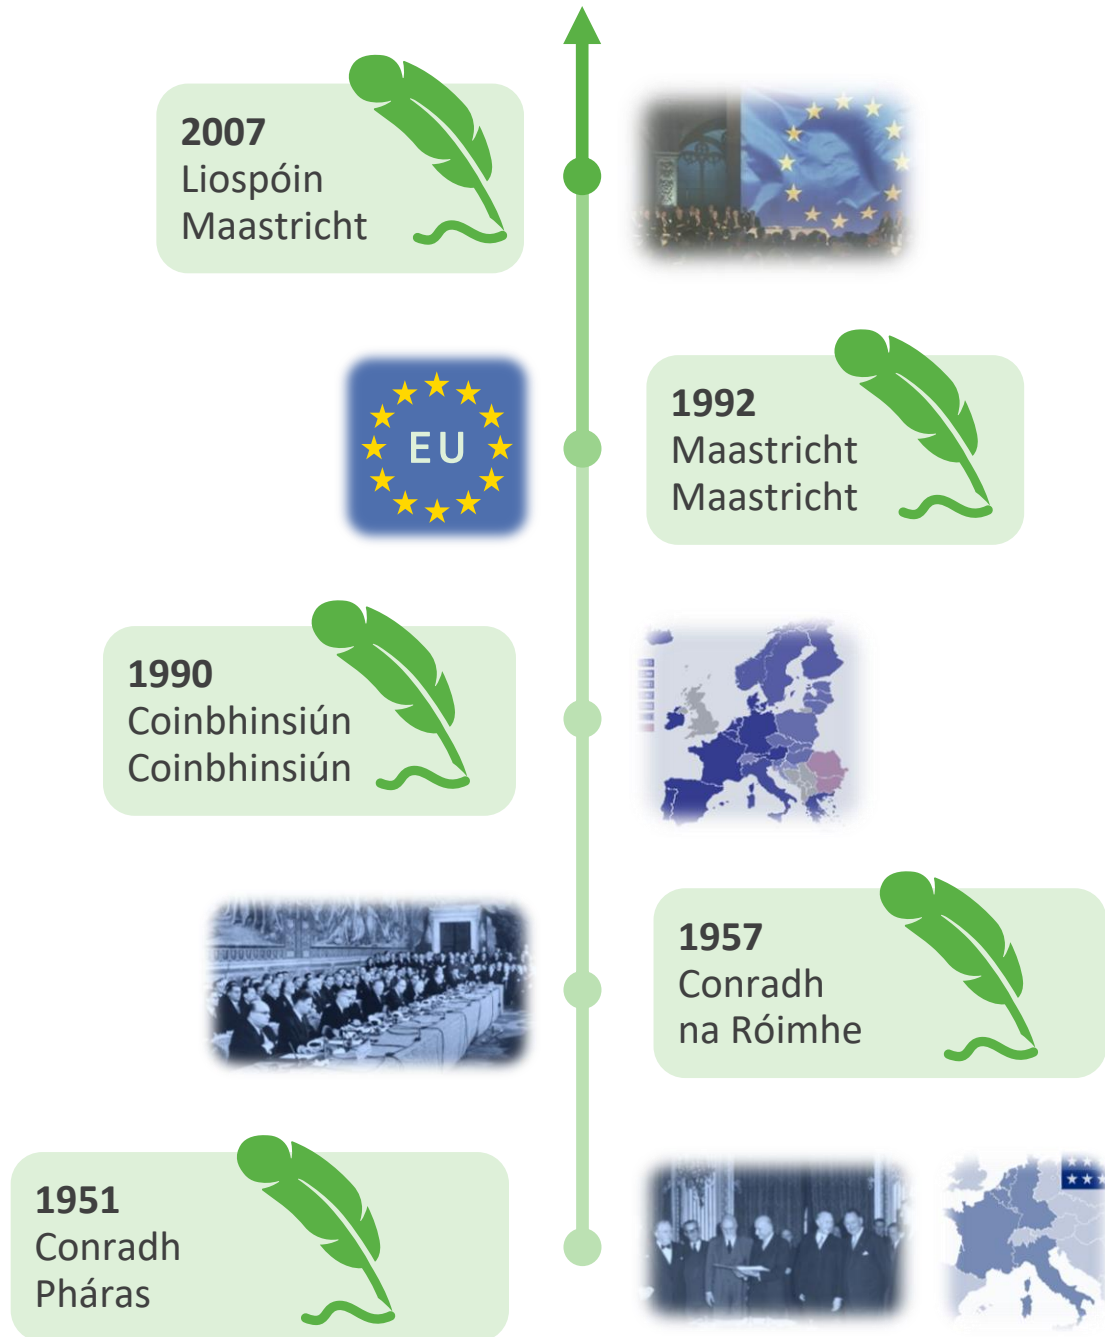 2007
Liospóin
Maastricht
EU
1992
Maastricht
Maastricht
1990
Coinbhinsiún
Coinbhinsiún
1957
Conradh
na Róimhe
1951
Conradh
Pháras